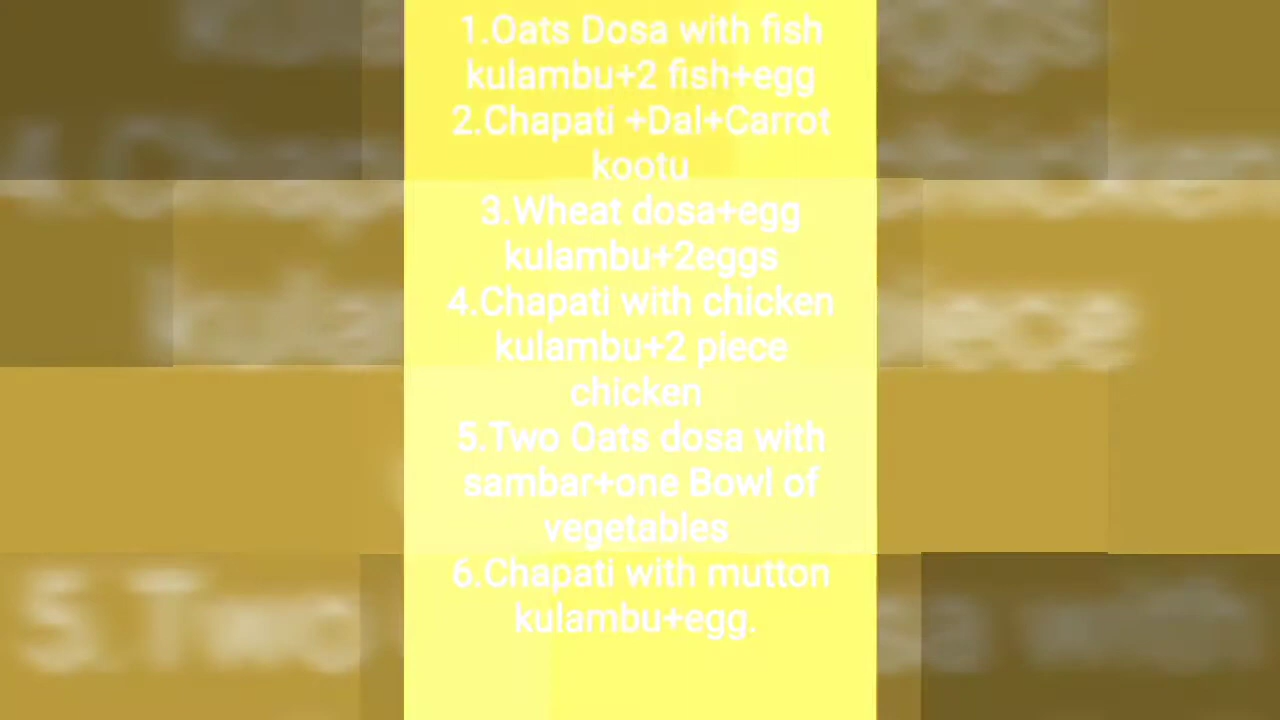 1.Oats Dosa with fish
kulambu+2 fish+egg
2.Chapati +Dal+Carrot
kootu
3.Wheat dosa+egg
kulambu+2eggs
4.Chapati with chicken
kulambu+2 piece
chicken
5.Two Oats dosa with
sambar+one Bowl of
vegetables
6.Chapati with mutton
kulambu+egg.